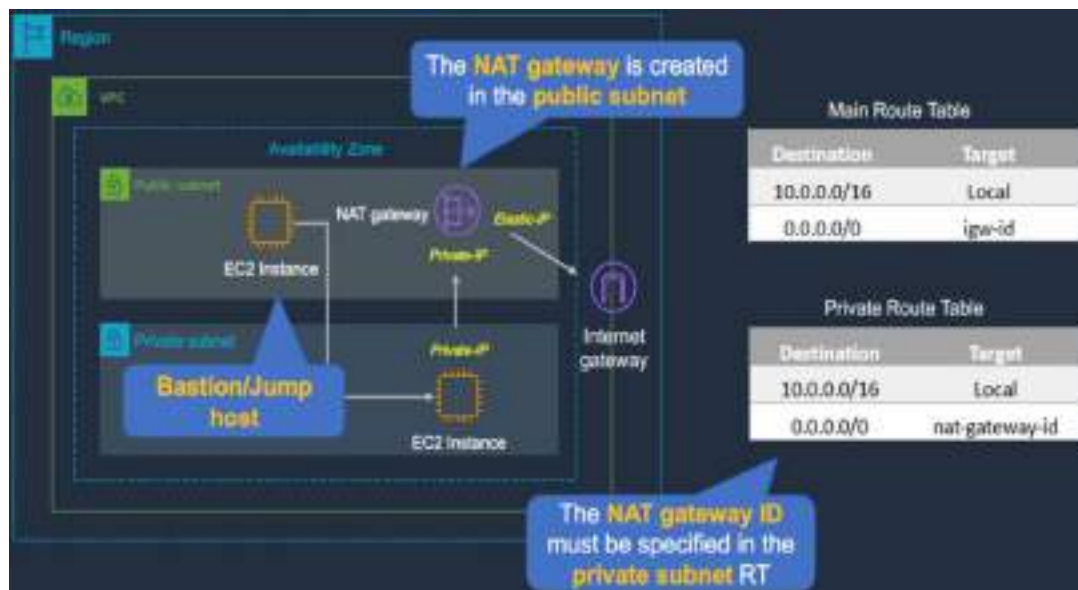 Region
The NAT gateway is created
in the public subnet
VPC
Main Route Table
Availability Zone
Destination Target
Public subnet
10.0.0.0/16 Local
NAT gateway
Elastic-IP
0.0.0.0/0 igw-id
Private-IP
EC2 Instance
Private Route Table
Private subnet
Private-IP
Internet
gateway
Destination Target
Bastion/Jump
host
10.0.0.0/16 Local
0.0.0.0/0 nat-gateway-id
EC2 Instance
The NAT gateway ID
must be specified in the
private subnet RT